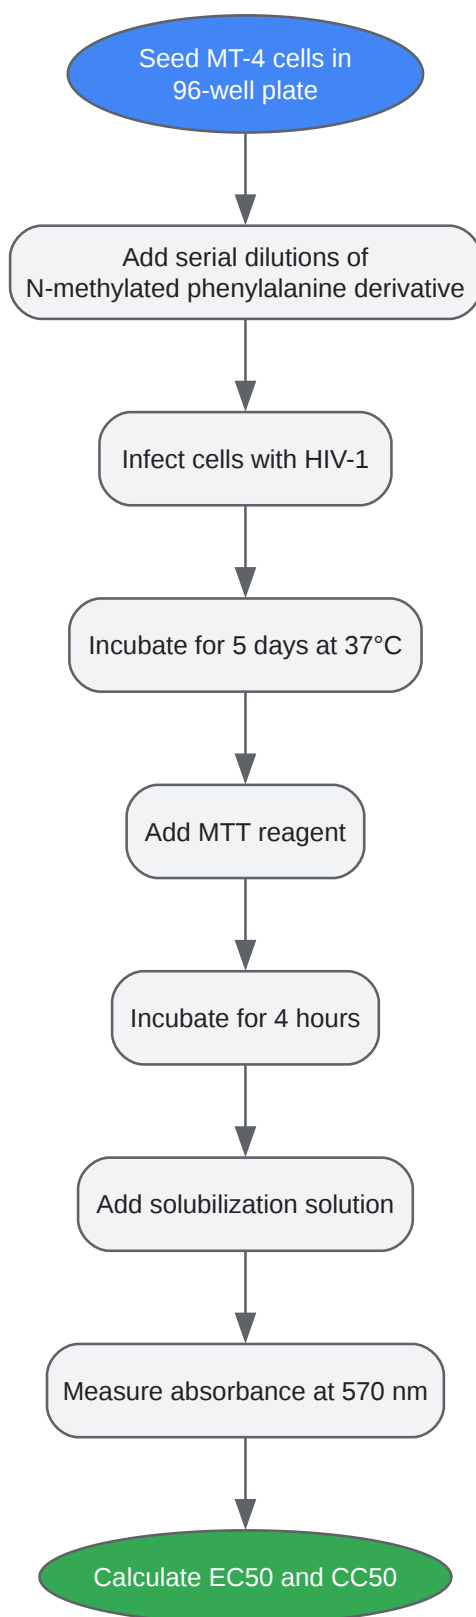 Seed MT-4 cells in
96-well plate
Add serial dilutions of
N-methylated phenylalanine derivative
Infect cells with HIV-1
Incubate for 5 days at 37°C
Add MTT reagent
Incubate for 4 hours
Add solubilization solution
Measure absorbance at 570 nm
Calculate EC50 and CC50